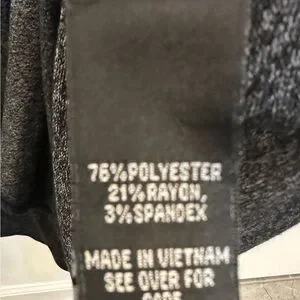 76%POLYESTER
21%RAYON,
3%SPANDEX
MADE IN VIETNAM
SEE OVER FOR